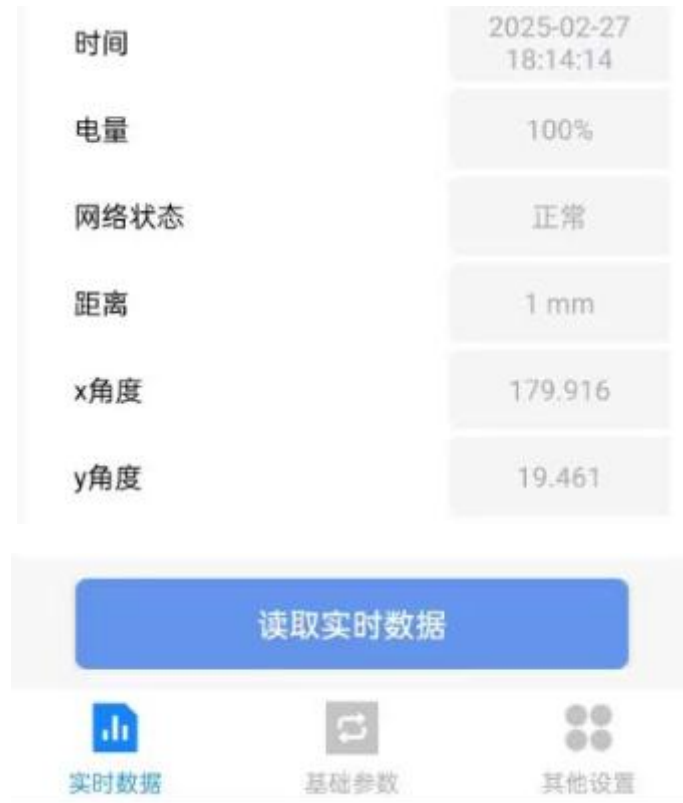 时间
2025-02-27
18:14:14
电量
100%
网络状态
正常
距离
1 mm
x角度
179.916
y角度
19.461
读取实时数据
实时数据
基础参数
其他设置